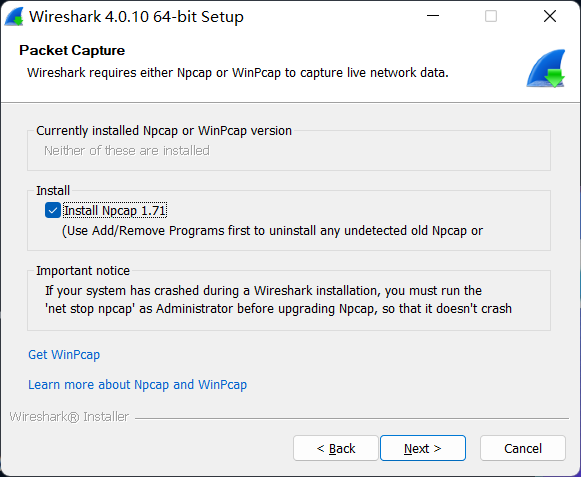 Wireshark 4.0.10 64-bit Setup
Packet Capture
Wireshark requires either Npcap or WinPcap to capture live network data.
Currently installed Npcap or WinPcap version
Neither of these are installed
Install
Install Npcap 1.71
(Use Add/Remove Programs first to uninstall any undetected old Npcap or
Important notice
If your system has crashed during a Wireshark installation, you must run the
'net stop npcap' as Administrator before upgrading Npcap, so that it doesn't crash
Get WinPcap
Learn more about Npcap and WinPcap
Wireshark® Installer
< Back
Next >
Cancel